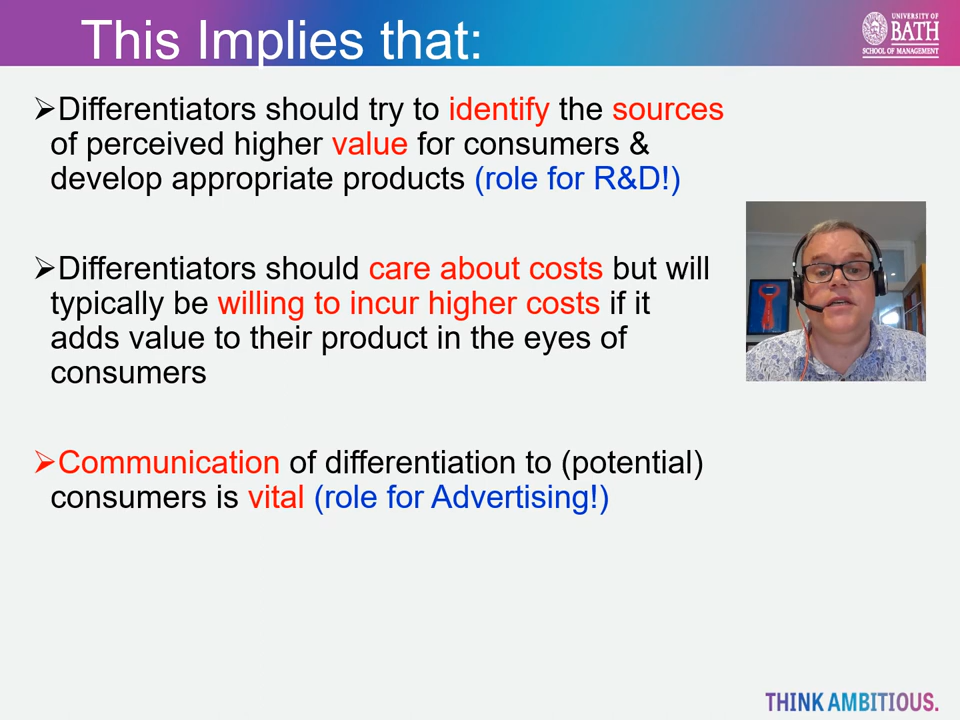 This Implies that:
UNIVERSITY OF
BATH
SCHOOL OF MANAGEMENT
➢Differentiators should try to identify the sources
of perceived higher value for consumers &
develop appropriate products (role for R&D!)
➢Differentiators should care about costs but will
typically be willing to incur higher costs if it
adds value to their product in the eyes of
consumers
➢Communication of differentiation to (potential)
consumers is vital (role for Advertising!)
THINK AMBITIOUS.